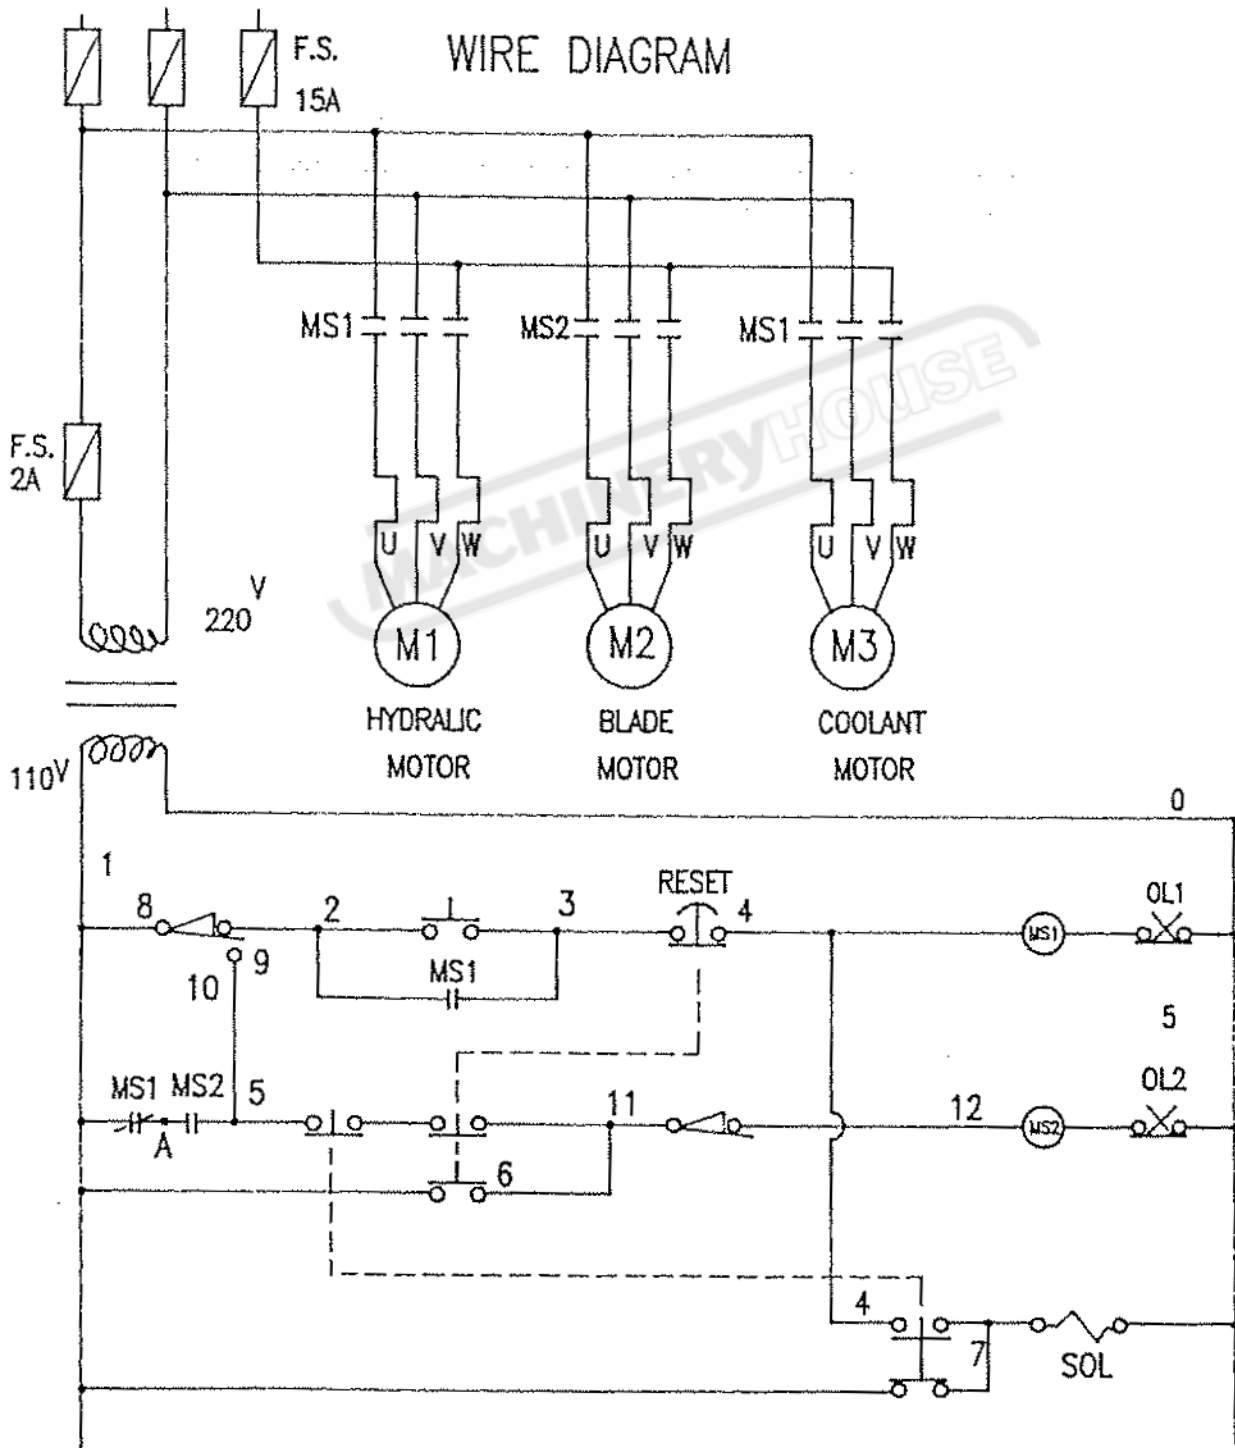 WIRE DIAGRAM
F.S.
15A
MS1
MS2
MS1
MACHINERYHOUSE
F.S.
2A
U V W
U V W
U V W
220V
M1
M2
M3
HYDRALIC
MOTOR
BLADE
MOTOR
COOLANT
MOTOR
110V
0
1
RESET
8
2
3
4
OL1
MS1
9
MS1
10
5
MS1
MS2
5
11
12
OL2
MS2
A
6
4
7
SOL